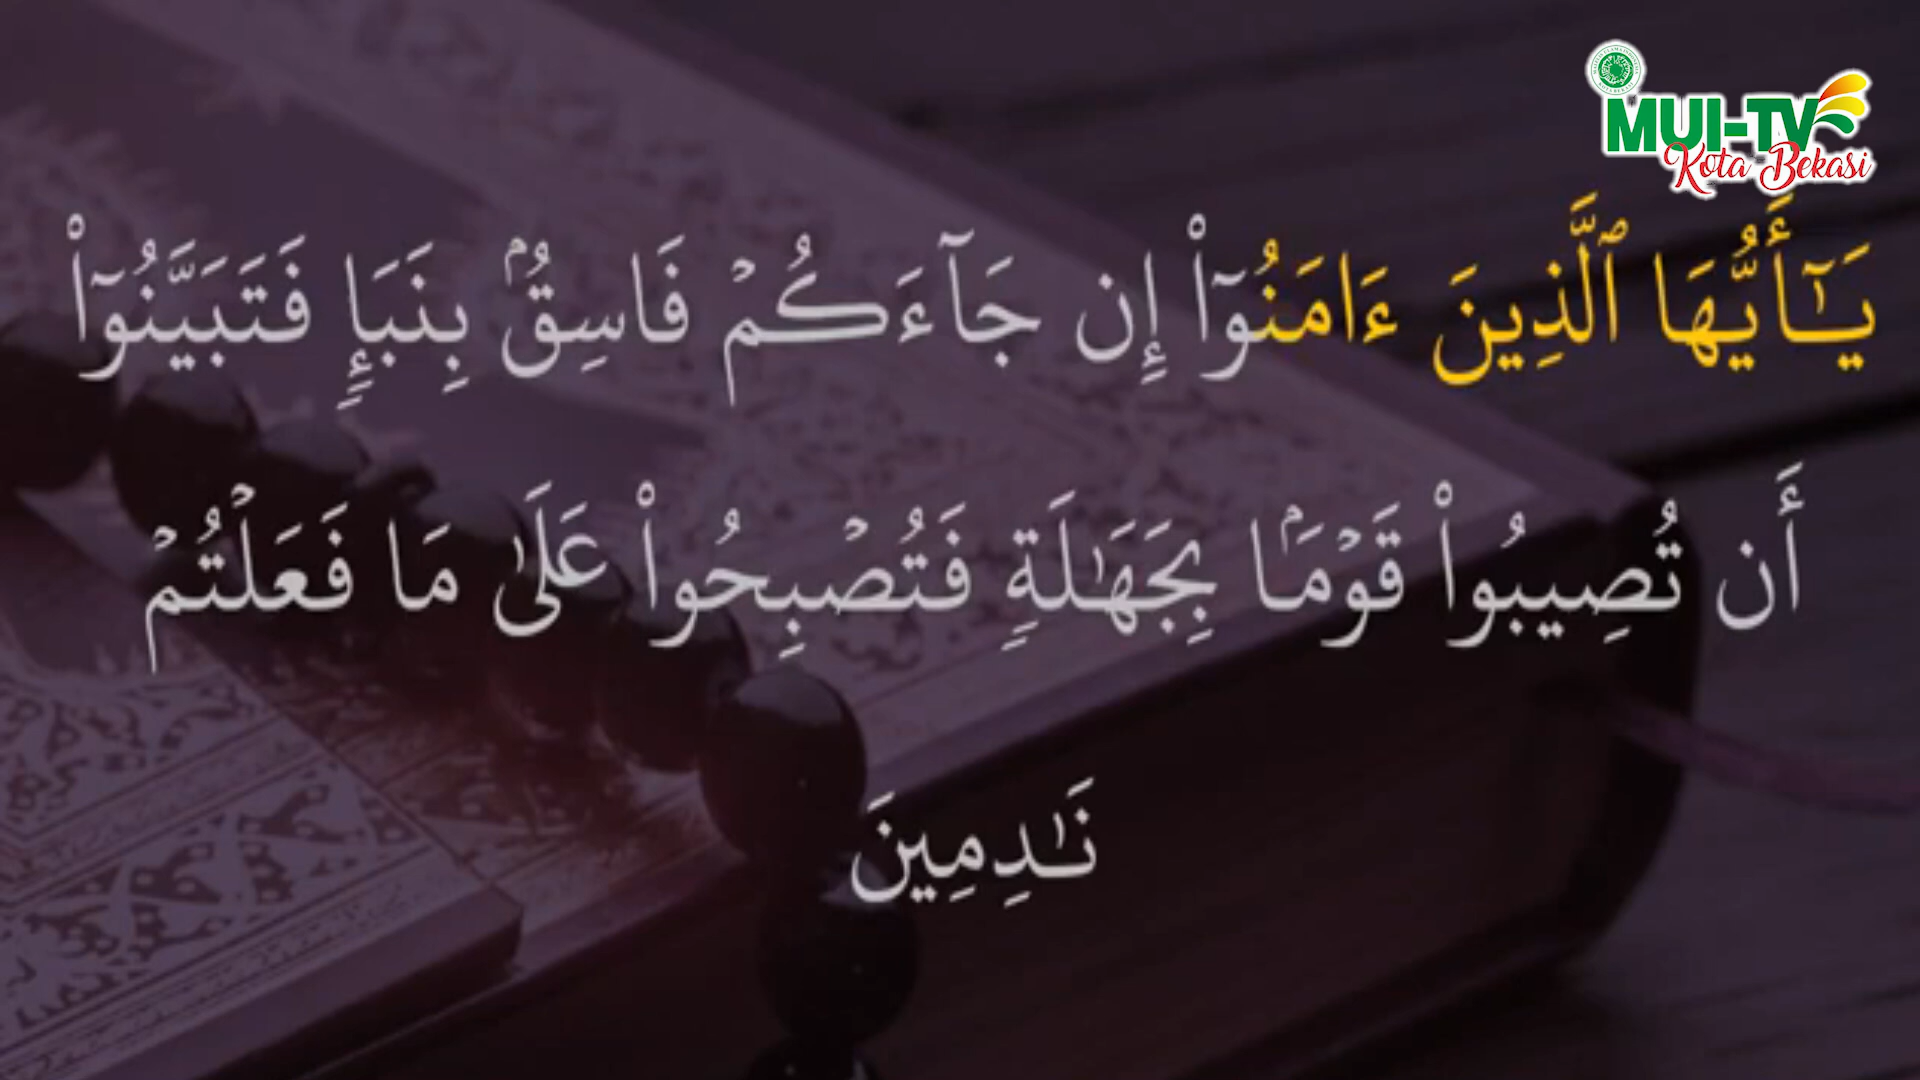 MUI-TV
Kota Bekasi
يَـٰٓأَيُّهَا ٱلَّذِينَ ءَامَنُوٓا۟ إِن جَآءَكُمْ فَاسِقٌۢ بِنَبَإٍ فَتَبَيَّنُوٓا۟
أَن تُصِيبُوا۟ قَوْمًۢا بِجَهَـٰلَةٍ فَتُصْبِحُوا۟ عَلَىٰ مَا فَعَلْتُمْ
نَـٰدِمِينَ